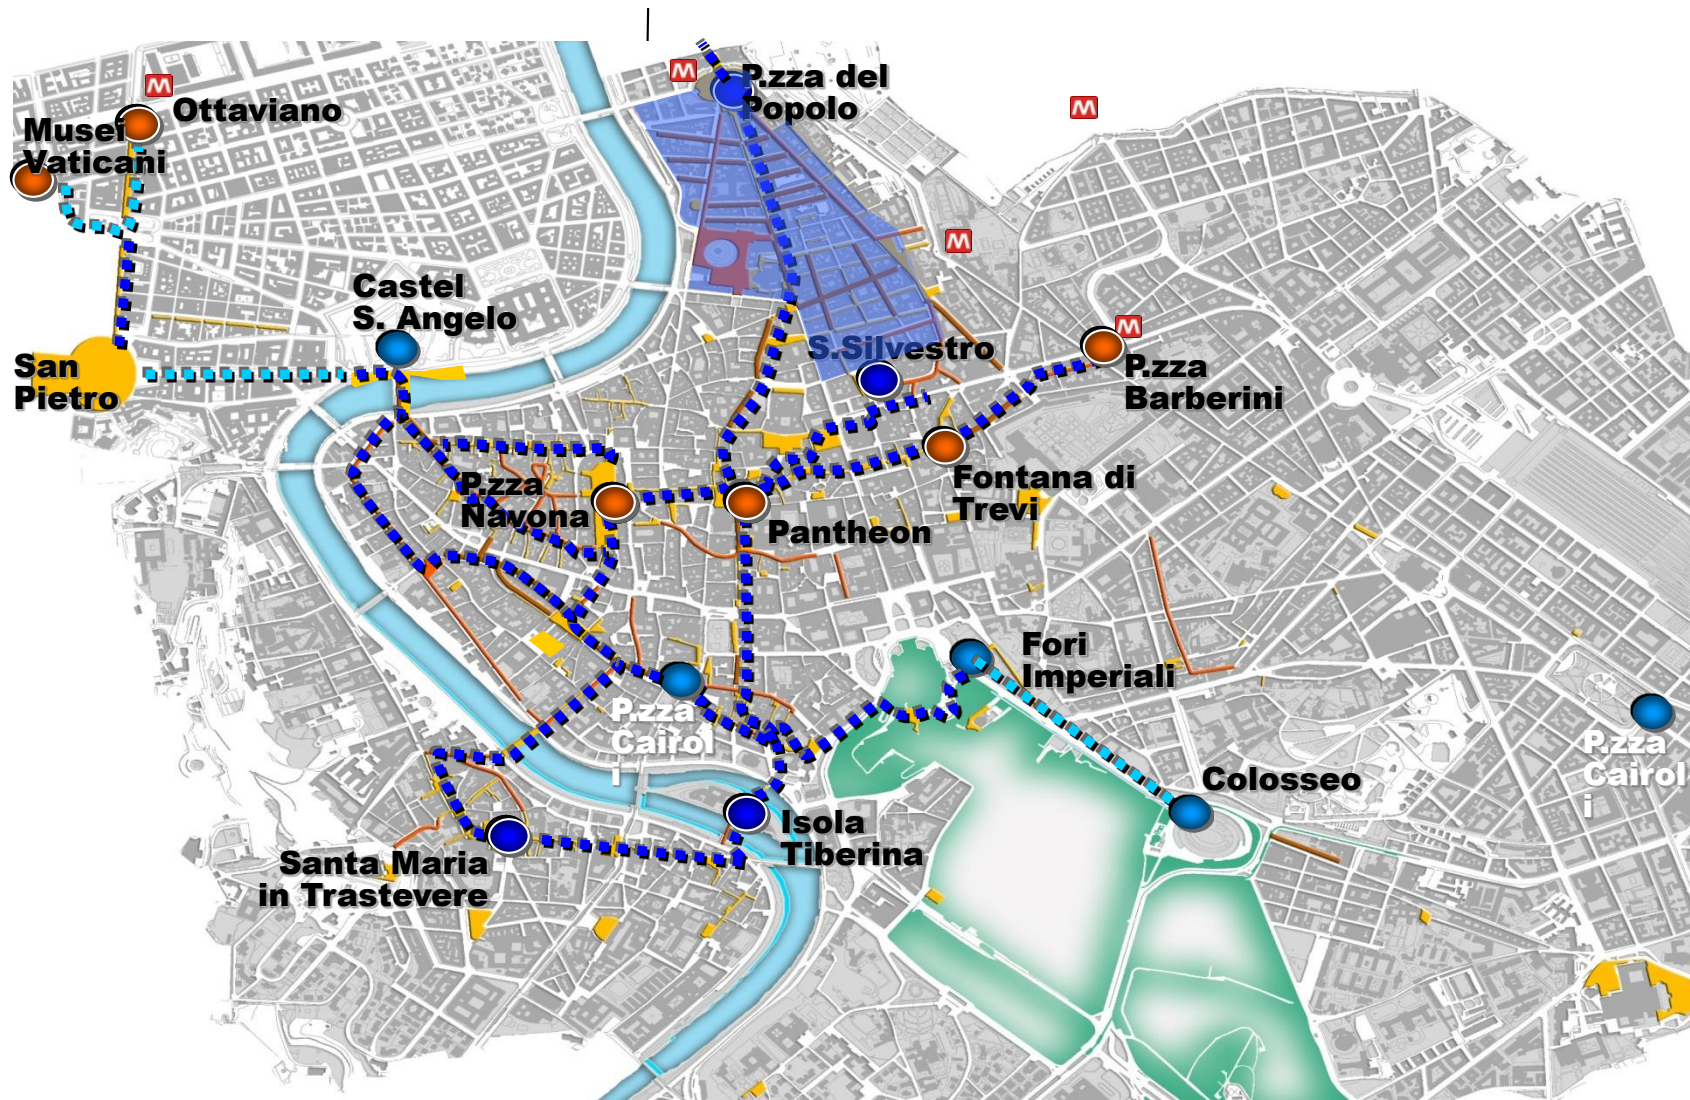 M
M
P.zza del
Popolo
M
Ottaviano
Musei
Vaticani
M
Castel
S. Angelo
M
S.Silvestro
San
Pietro
P.zza
Barberini
P.zza
Navona
Fontana di
Trevi
Pantheon
Fori
Imperiali
P.zza
Cairol
i
P.zza
Cairol
i
Colosseo
Isola
Tiberina
Santa Maria
in Trastevere